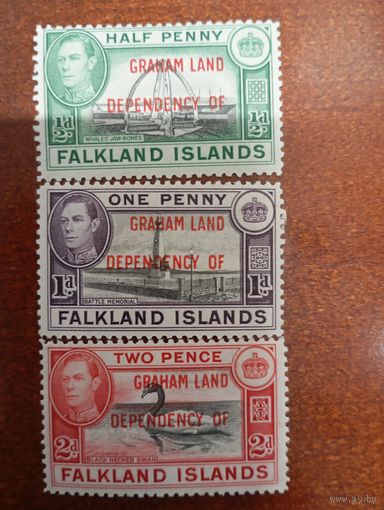 HALF PENNY
GRAHAM LAND
½d ½d
DEPENDENCY OF
WHALES' JAW-BONES
FALKLAND ISLANDS
ONE PENNY
GRAHAM LAND
DEPENDENCY OF
1d. 1d.
BATTLE MEMORIAL
FALKLAND ISLANDS
TWO PENCE
GRAHAM LAND
DEPENDENCY OF
2d. 2d.
BLACK NECKED SWAN
FALKLAND ISLANDS
www.ay.by